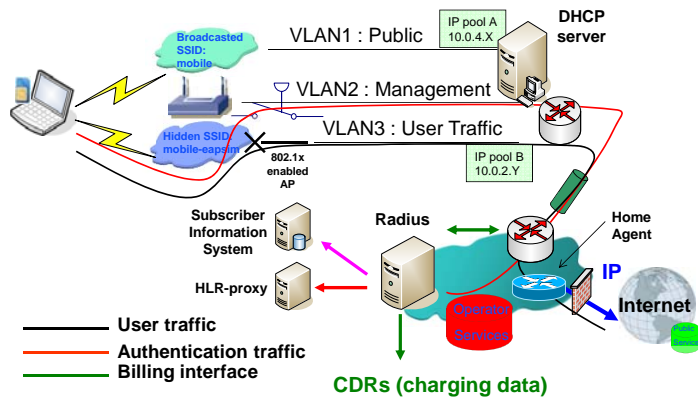 Broadcasted
SSID:
mobile
VLAN1 : Public
IP pool A
10.0.4.X
DHCP
server
VLAN2 : Management
Hidden SSID:
mobile-eapsim
VLAN3 : User Traffic
802.1x
enabled
AP
IP pool B
10.0.2.Y
Subscriber
Information
System
Radius
Home
Agent
HLR-proxy
IP
Internet
Operator
Services
Public
Service
User traffic
Authentication traffic
Billing interface
CDRs (charging data)